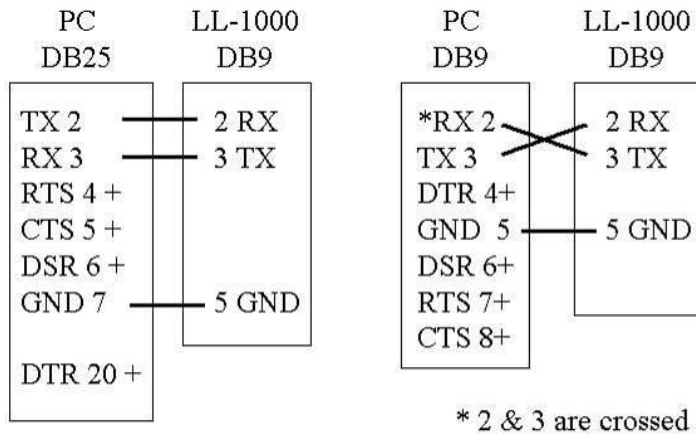 PC LL-1000
DB25 DB9
TX 2 2 RX
RX 3 3 TX
RTS 4 +
CTS 5 +
DSR 6 +
GND 7 5 GND
DTR 20 +
PC LL-1000
DB9 DB9
*RX 2 2 RX
TX 3 3 TX
DTR 4+
GND 5 5 GND
DSR 6+
RTS 7+
CTS 8+
* 2 & 3 are crossed